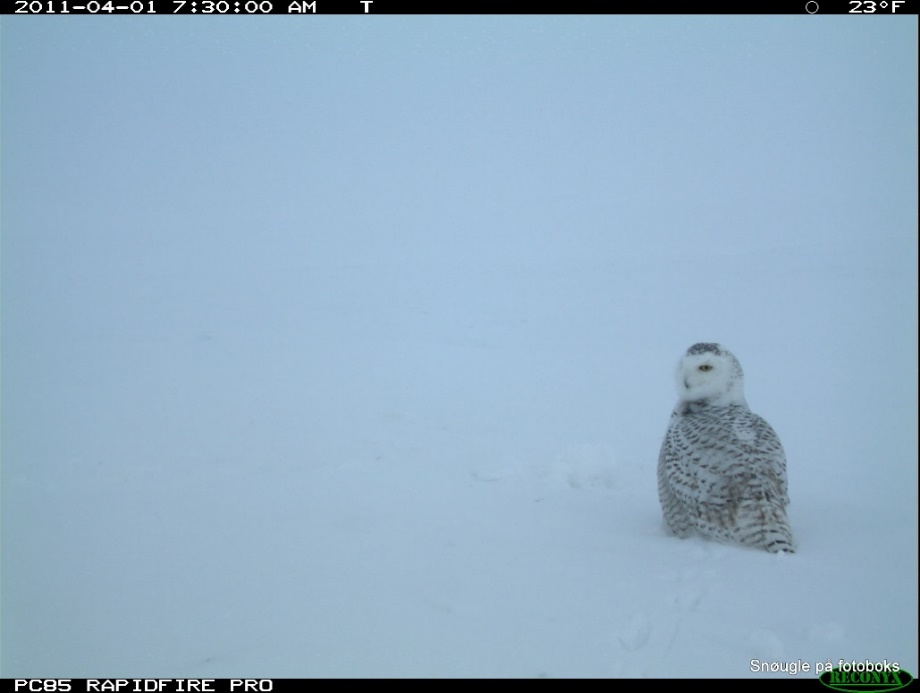 2011-04-01 7:30:00 AM T ○ 23°F
Snøugle på fotoboks
PC85 RAPIDFIRE PRO RECONYX